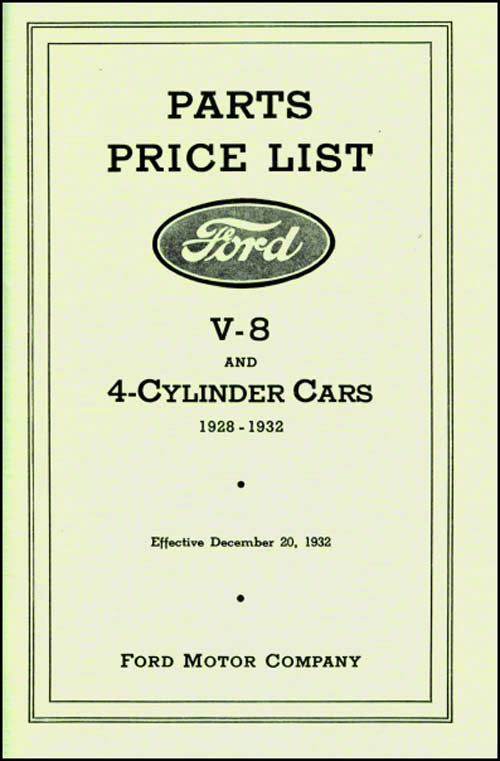 PARTS
PRICE LIST
Ford
V-8
AND
4-CYLINDER CARS
1928-1932
Effective December 20, 1932
FORD MOTOR COMPANY